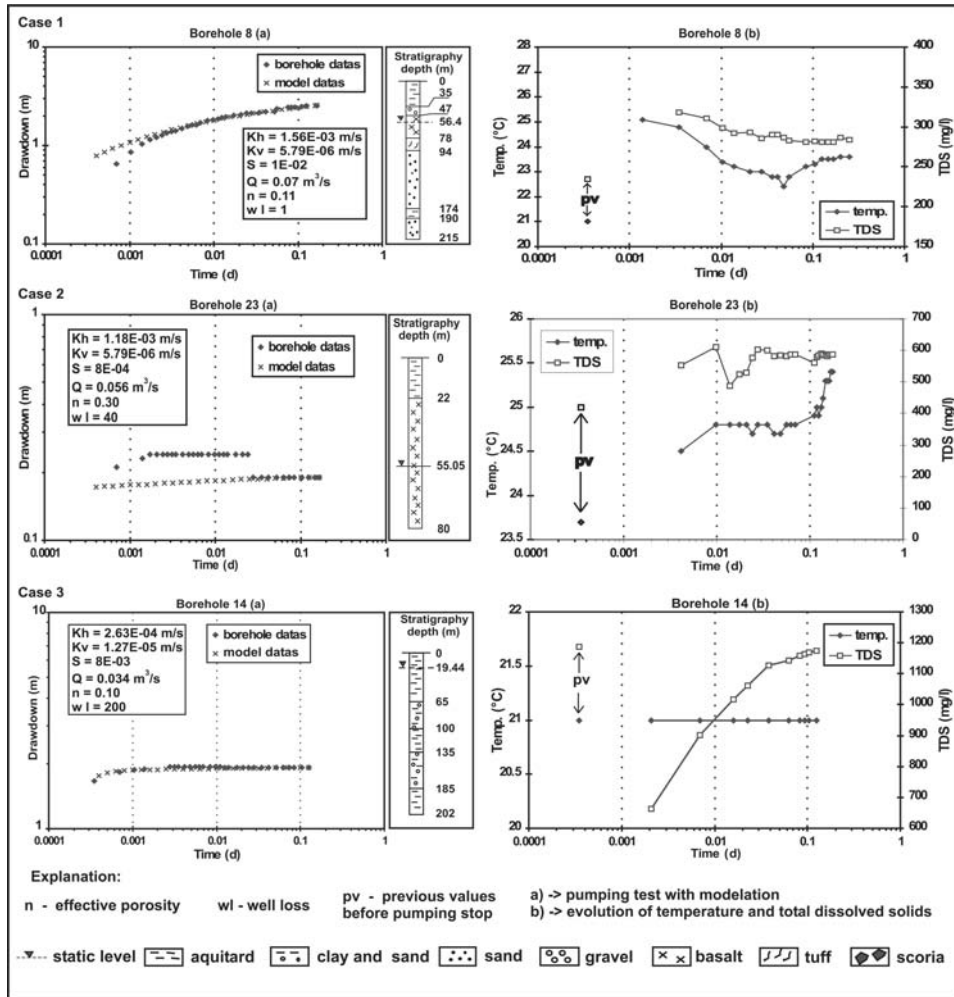 Case 1
Borehole 8 (a)
10
1
0.1
Drawdown (m)
0.0001
0.001
0.01
0.1
1
Time (d)
borehole datas
model datas
Kh = 1.56E-03 m/s
Kv = 5.79E-06 m/s
S = 1E-02
Q = 0.07 m³/s
n = 0.11
w l = 1
Stratigraphy
depth (m)
0
35
47
56.4
78
94
174
190
215
Borehole 8 (b)
28
27
26
25
24
23
22
21
20
Temp. (°C)
400
350
300
250
200
150
TDS (mg/l)
pv
temp.
TDS
0.0001
0.001
0.01
0.1
1
Time (d)
Case 2
Borehole 23 (a)
1
0.1
Drawdown (m)
Kh = 1.18E-03 m/s
Kv = 5.79E-06 m/s
S = 8E-04
Q = 0.056 m³/s
n = 0.30
w l = 40
borehole datas
model datas
0.0001
0.001
0.01
0.1
1
Time (d)
Stratigraphy
depth (m)
0
22
55.05
80
Borehole 23 (b)
26
25.5
25
24.5
24
23.5
Temp. (°C)
700
600
500
400
300
200
100
0
TDS (mg/l)
temp.
TDS
pv
0.0001
0.001
0.01
0.1
1
Time (d)
Case 3
Borehole 14 (a)
10
1
Drawdown (m)
Kh = 2.63E-04 m/s
Kv = 1.27E-05 m/s
S = 8E-03
Q = 0.034 m³/s
n = 0.10
w l = 200
borehole datas
model datas
0.0001
0.001
0.01
0.1
1
Time (d)
Stratigraphy
depth (m)
0
19.44
65
100
135
185
202
Borehole 14 (b)
22
21.5
21
20.5
20
Temp. (°C)
1300
1200
1100
1000
900
800
700
600
TDS (mg/l)
pv
temp.
TDS
0.0001
0.001
0.01
0.1
1
Time (d)
Explanation:
n - effective porosity
wl - well loss
pv - previous values
before pumping stop
a) -> pumping test with modelation
b) -> evolution of temperature and total dissolved solids
static level
aquitard
clay and sand
sand
gravel
basalt
tuff
scoria